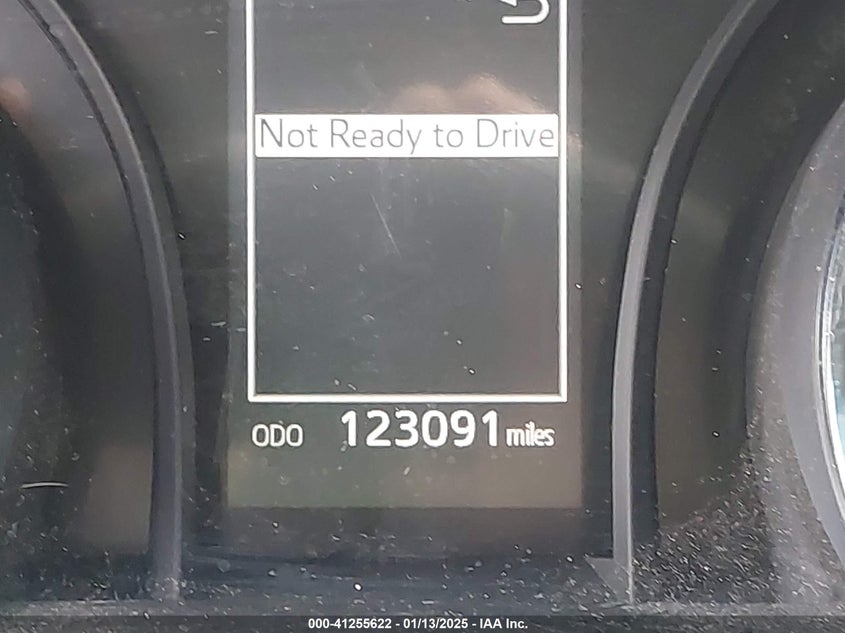 Not Ready to Drive
ODO 123091 miles
000-41255622 - 01/13/2025 - IAA Inc.